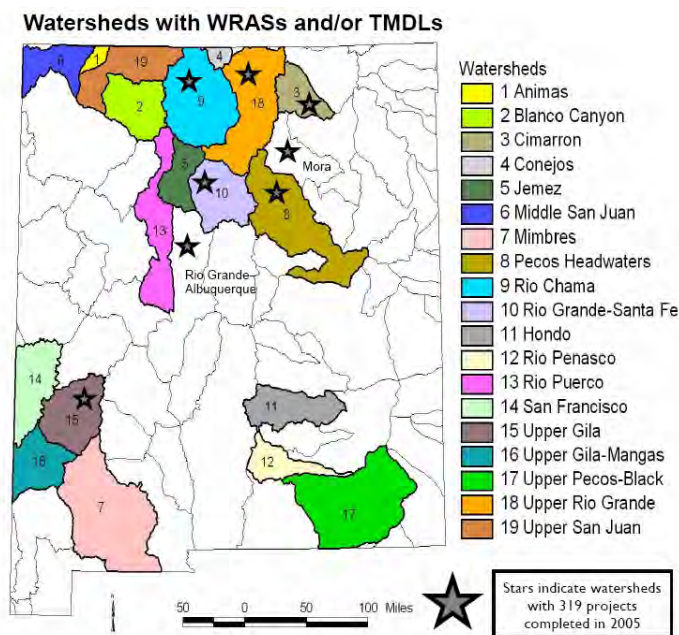 Watersheds with WRASs and/or TMDLs
6
1
19
4
2
9
18
3
Mora
5
10
8
13
Rio Grande-
Albuquerque
14
15
16
7
11
12
17
Watersheds
1 Animas
2 Blanco Canyon
3 Cimarron
4 Conejos
5 Jemez
6 Middle San Juan
7 Mimbres
8 Pecos Headwaters
9 Rio Chama
10 Rio Grande-Santa Fe
11 Hondo
12 Rio Penasco
13 Rio Puerco
14 San Francisco
15 Upper Gila
16 Upper Gila-Mangas
17 Upper Pecos-Black
18 Upper Rio Grande
19 Upper San Juan
50 0 50 100 Miles
Stars indicate watersheds
with 319 projects
completed in 2005